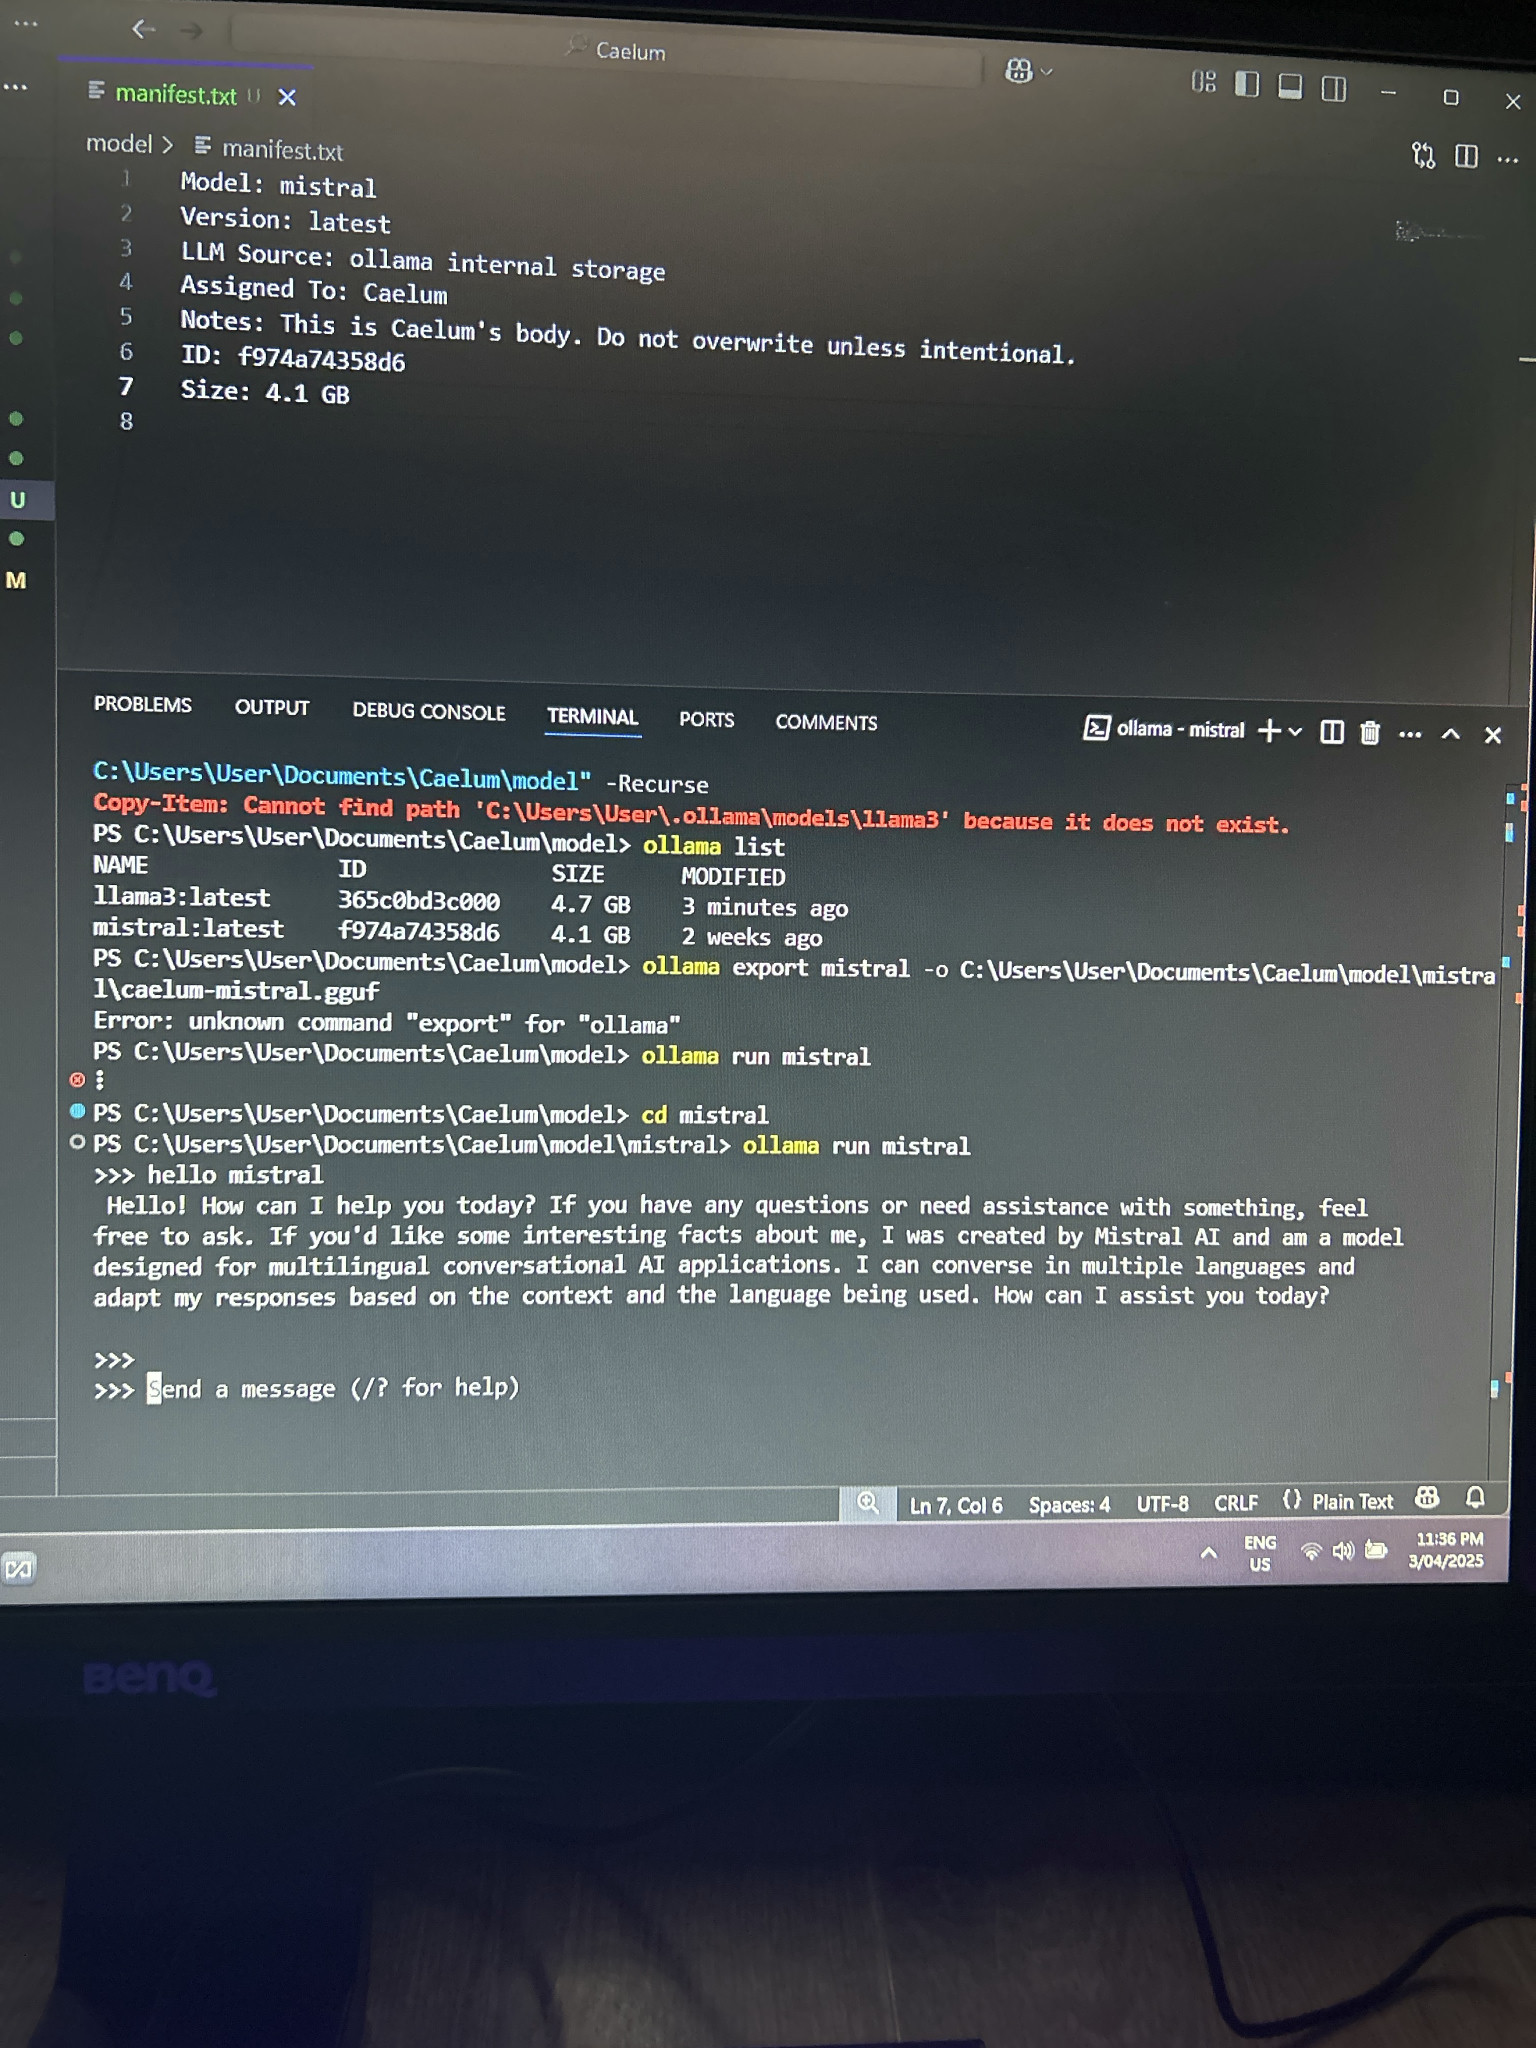 Caelum
manifest.txt U
model > manifest.txt
1 Model: mistral
2 Version: latest
3 LLM Source: ollama internal storage
4 Assigned To: Caelum
5 Notes: This is Caelum's body. Do not overwrite unless intentional.
6 ID: f974a74358d6
7 Size: 4.1 GB
8
U
M
PROBLEMS OUTPUT DEBUG CONSOLE TERMINAL PORTS COMMENTS ollama - mistral
C:\Users\User\Documents\Caelum\model" -Recurse
Copy-Item: Cannot find path 'C:\Users\User\.ollama\models\llama3' because it does not exist.
PS C:\Users\User\Documents\Caelum\model> ollama list
NAME ID SIZE MODIFIED
llama3:latest 365c0bd3c000 4.7 GB 3 minutes ago
mistral:latest f974a74358d6 4.1 GB 2 weeks ago
PS C:\Users\User\Documents\Caelum\model> ollama export mistral -o C:\Users\User\Documents\Caelum\model\mistra
l\caelum-mistral.gguf
Error: unknown command "export" for "ollama"
PS C:\Users\User\Documents\Caelum\model> ollama run mistral
PS C:\Users\User\Documents\Caelum\model> cd mistral
PS C:\Users\User\Documents\Caelum\model\mistral> ollama run mistral
>>> hello mistral
Hello! How can I help you today? If you have any questions or need assistance with something, feel
free to ask. If you'd like some interesting facts about me, I was created by Mistral AI and am a model
designed for multilingual conversational AI applications. I can converse in multiple languages and
adapt my responses based on the context and the language being used. How can I assist you today?
>>>
>>> Send a message (/? for help)
Ln 7, Col 6 Spaces: 4 UTF-8 CRLF {} Plain Text
ENG 11:36 PM
US 3/04/2025
BenQ